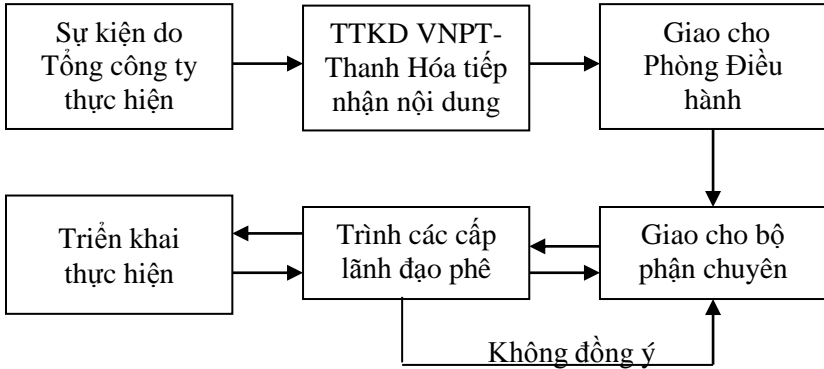 Sự kiện do
Tổng công ty
thực hiện
TTKD VNPT-
Thanh Hóa tiếp
nhận nội dung
Giao cho
Phòng Điều
hành
Triển khai
thực hiện
Trình các cấp
lãnh đạo phê
Giao cho bộ
phận chuyên
Không đồng ý